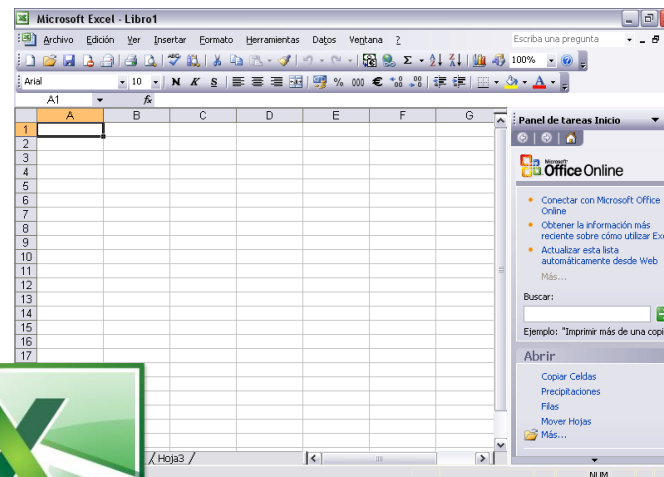 Microsoft Excel - Libro1
Archivo Edición Ver Insertar Formato Herramientas Datos Ventana ? Escriba una pregunta
Σ 100%
Arial 10 N K S % 000 € A
A1 fx
A B C D E F G
1
2
3
4
5
6
7
8
9
10
11
12
13
14
15
16
17
Hoja3
Panel de tareas Inicio
Microsoft
Office Online
Conectar con Microsoft Office
Online
Obtener la información más
reciente sobre cómo utilizar Exc
Actualizar esta lista
automáticamente desde Web
Más...
Buscar:
Ejemplo: "Imprimir más de una copi
Abrir
Copiar Celdas
Precipitaciones
Filas
Mover Hojas
Más...
NUM